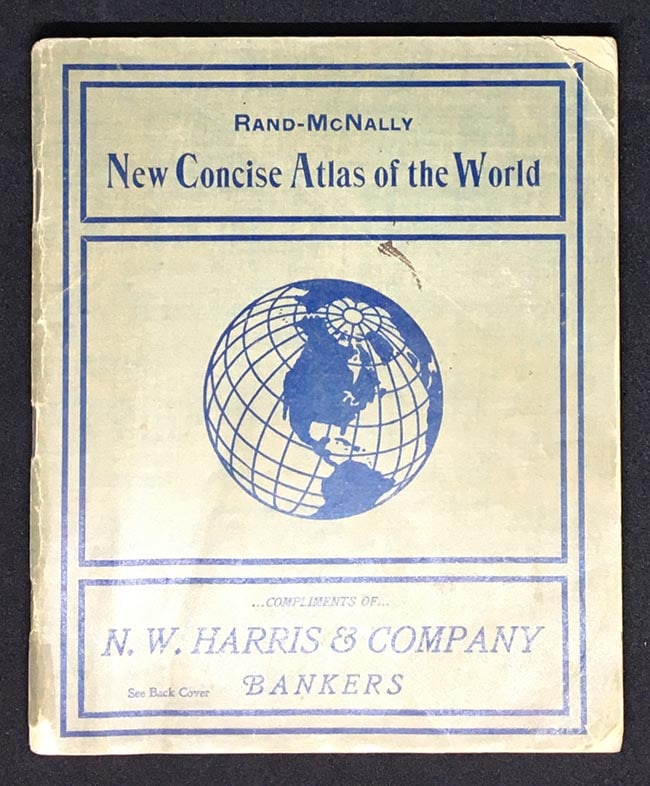 RAND-MCNALLY
New Concise Atlas of the World
...COMPLIMENTS OF...
N. W. HARRIS & COMPANY
BANKERS
See Back Cover